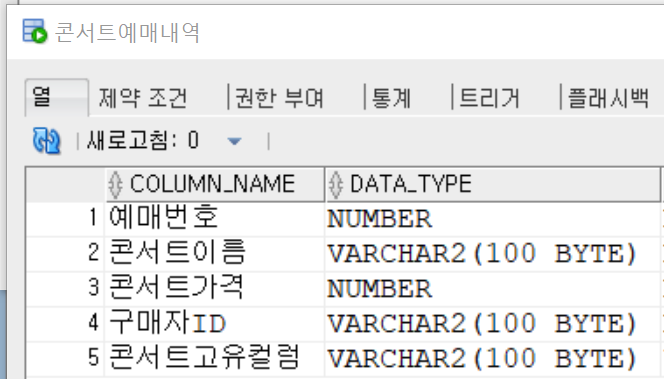 콘서트예매내역
열 제약 조건 |권한 부여 |통계 |트리거 |플래시백
새로고침: 0
COLUMN_NAME DATA_TYPE
1 예매번호 NUMBER
2 콘서트이름 VARCHAR2(100 BYTE)
3 콘서트가격 NUMBER
4 구매자ID VARCHAR2(100 BYTE)
5 콘서트고유컬럼 VARCHAR2(100 BYTE)